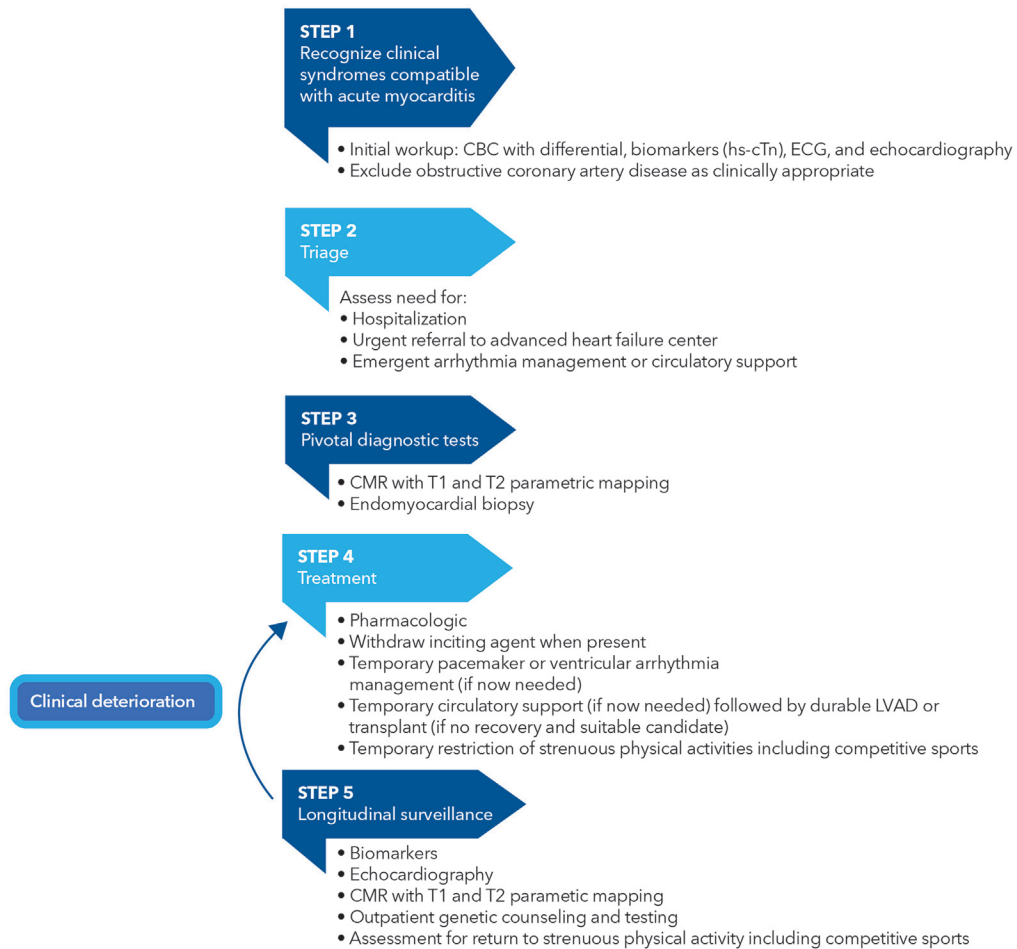 STEP 1
Recognize clinical
syndromes compatible
with acute myocarditis
• Initial workup: CBC with differential, biomarkers (hs-cTn), ECG, and echocardiography
• Exclude obstructive coronary artery disease as clinically appropriate
STEP 2
Triage
Assess need for:
• Hospitalization
• Urgent referral to advanced heart failure center
• Emergent arrhythmia management or circulatory support
STEP 3
Pivotal diagnostic tests
• CMR with T1 and T2 parametric mapping
• Endomyocardial biopsy
STEP 4
Treatment
• Pharmacologic
• Withdraw inciting agent when present
• Temporary pacemaker or ventricular arrhythmia
management (if now needed)
• Temporary circulatory support (if now needed) followed by durable LVAD or
transplant (if no recovery and suitable candidate)
• Temporary restriction of strenuous physical activities including competitive sports
Clinical deterioration
STEP 5
Longitudinal surveillance
• Biomarkers
• Echocardiography
• CMR with T1 and T2 parametic mapping
• Outpatient genetic counseling and testing
• Assessment for return to strenuous physical activity including competitive sports